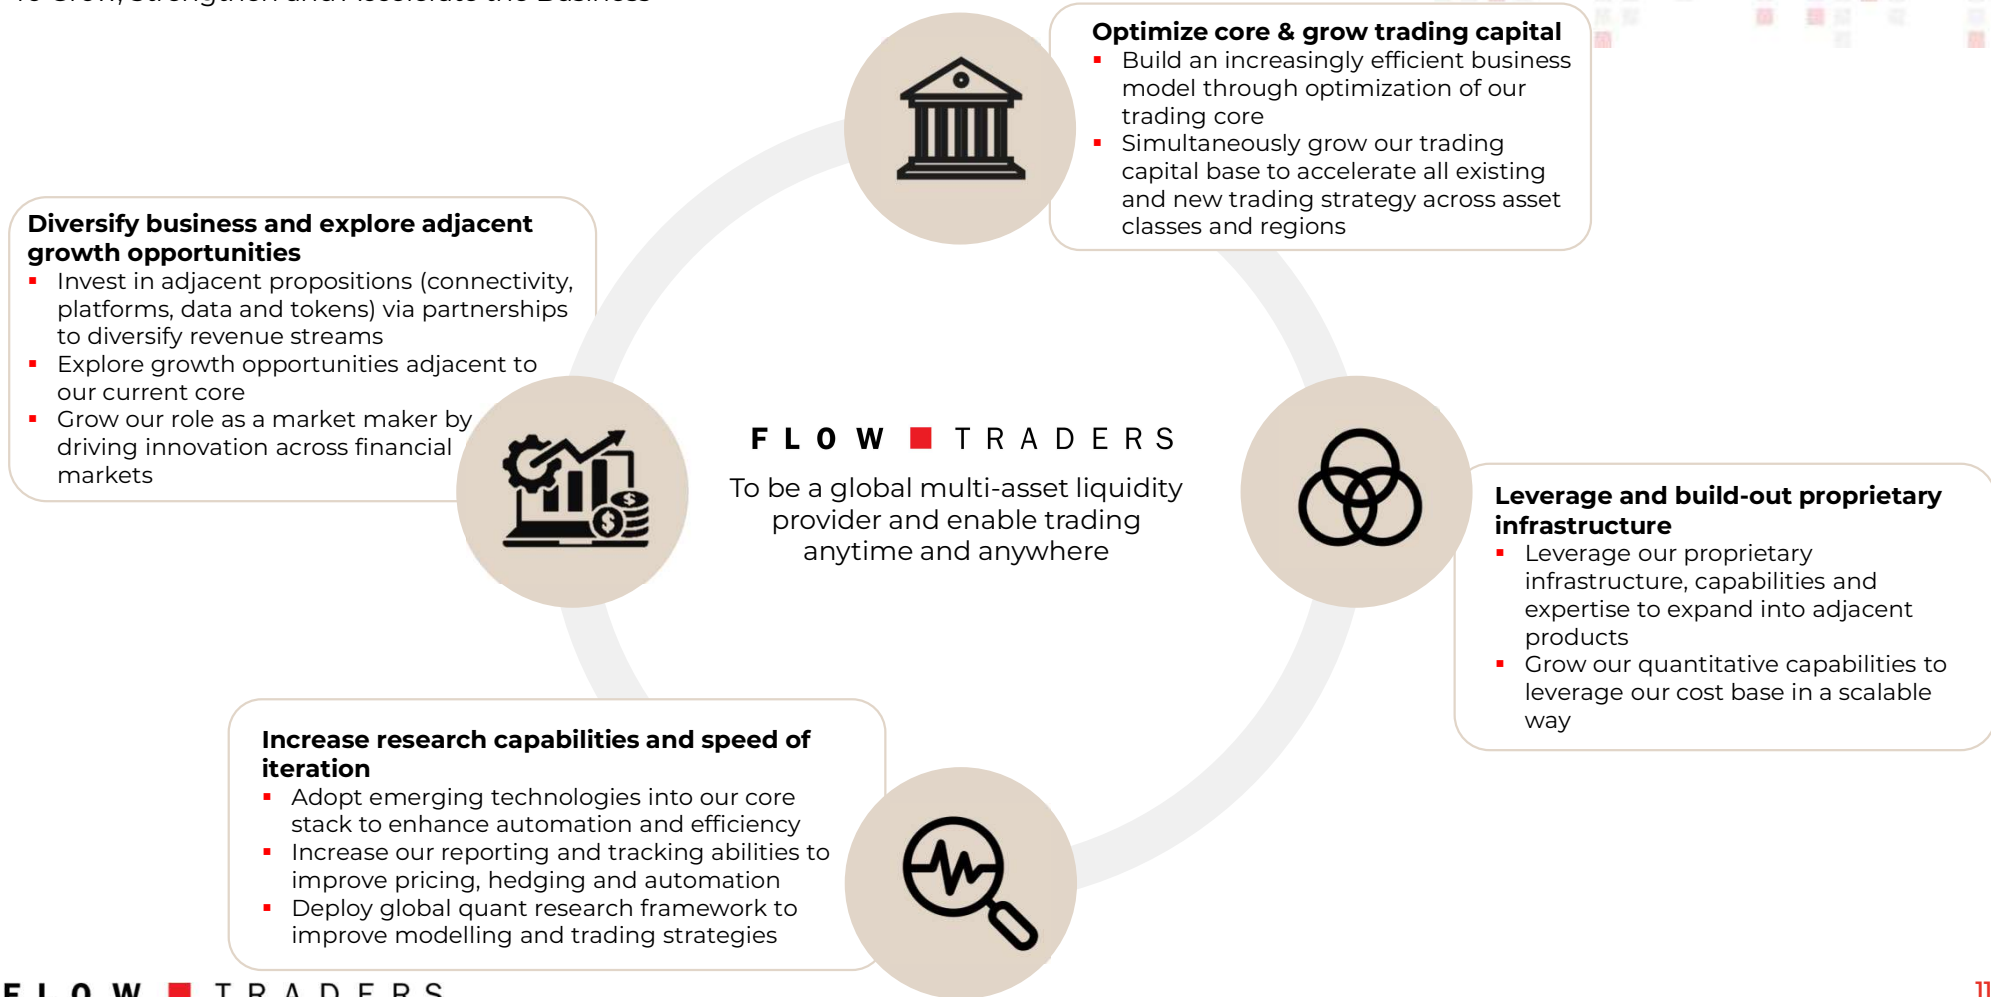 To Grow, Strengthen and Accelerate the Business
Optimize core & grow trading capital
▪ Build an increasingly efficient business
model through optimization of our
trading core
▪ Simultaneously grow our trading
capital base to accelerate all existing
and new trading strategy across asset
classes and regions
Diversify business and explore adjacent
growth opportunities
▪ Invest in adjacent propositions (connectivity,
platforms, data and tokens) via partnerships
to diversify revenue streams
▪ Explore growth opportunities adjacent to
our current core
▪ Grow our role as a market maker by
driving innovation across financial
markets
FLOW TRADERS
To be a global multi-asset liquidity
provider and enable trading
anytime and anywhere
Leverage and build-out proprietary
infrastructure
▪ Leverage our proprietary
infrastructure, capabilities and
expertise to expand into adjacent
products
▪ Grow our quantitative capabilities to
leverage our cost base in a scalable
way
Increase research capabilities and speed of
iteration
▪ Adopt emerging technologies into our core
stack to enhance automation and efficiency
▪ Increase our reporting and tracking abilities to
improve pricing, hedging and automation
▪ Deploy global quant research framework to
improve modelling and trading strategies
FLOW TRADERS
11